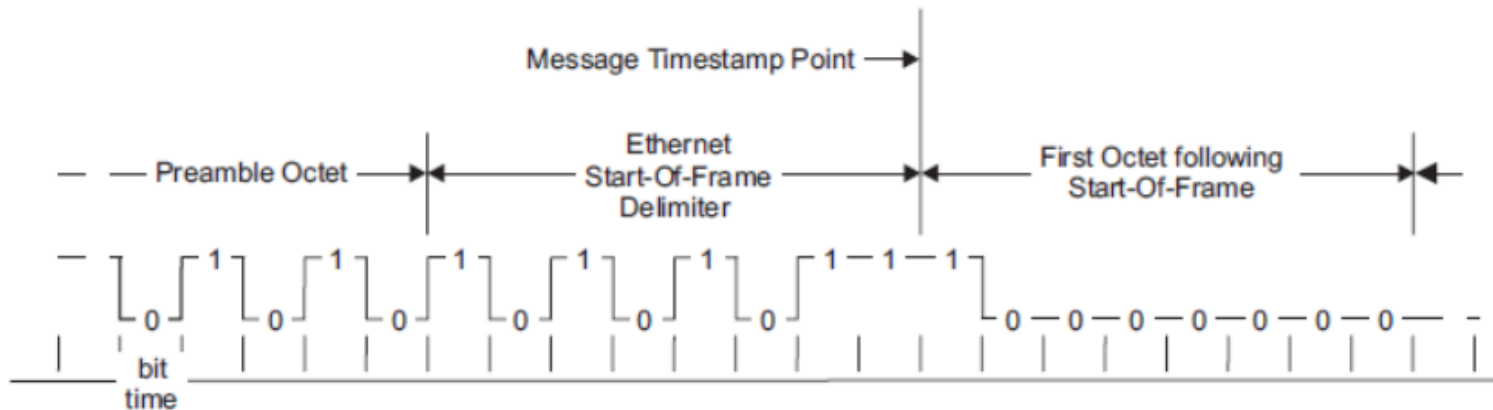 Message Timestamp Point
Preamble Octet
Ethernet
Start-Of-Frame
Delimiter
First Octet following
Start-Of-Frame
0 1 0 1 0 1 0 1 0 1 0 1 1 1 0 0 0 0 0 0 0
bit
time